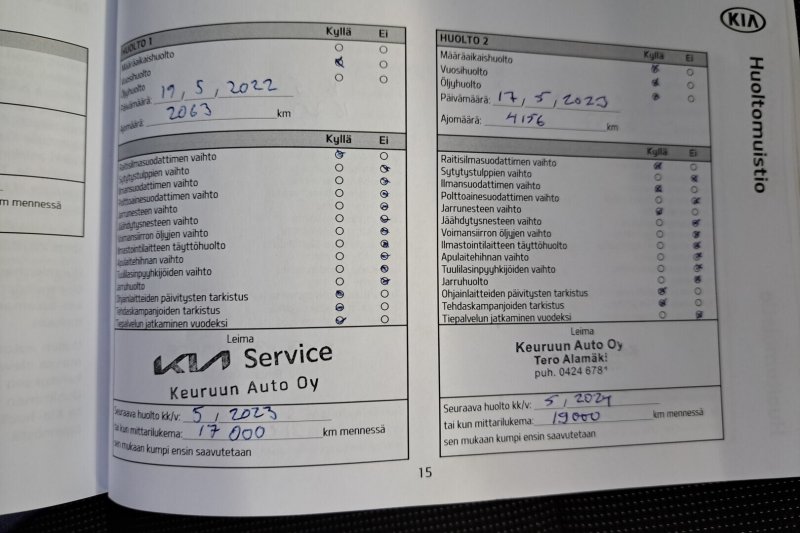 m mennessä
HUOLTO 1 Kyllä Ei
Määräaikaishuolto
Vuosihuolto
Öljyhuolto
Päivämäärä: 19, 5, 2022
Ajomäärä: 2063 km
Kyllä Ei
Raitisilmasuodattimen vaihto
Sytytystulppien vaihto
Ilmansuodattimen vaihto
Polttoainesuodattimen vaihto
Jarrunesteen vaihto
Jäähdytysnesteen vaihto
Voimansiirron öljyjen vaihto
Ilmastointilaitteen täyttöhuolto
Apulaitehihnan vaihto
Tuulilasinpyyhkijöiden vaihto
Jarruhuolto
Ohjainlaitteiden päivitysten tarkistus
Tehdaskampanjoiden tarkistus
Tiepalvelun jatkaminen vuodeksi
Leima
KIA Service
Keuruun Auto Oy
Seuraava huolto kk/v: 5, 2023
tai kun mittarilukema: 17 000 km mennessä
sen mukaan kumpi ensin saavutetaan
HUOLTO 2 Kyllä Ei
Määräaikaishuolto
Vuosihuolto
Öljyhuolto
Päivämäärä: 17, 5, 2023
Ajomäärä: 4156 km
Kyllä Ei
Raitisilmasuodattimen vaihto
Sytytystulppien vaihto
Ilmansuodattimen vaihto
Polttoainesuodattimen vaihto
Jarrunesteen vaihto
Jäähdytysnesteen vaihto
Voimansiirron öljyjen vaihto
Ilmastointilaitteen täyttöhuolto
Apulaitehihnan vaihto
Tuulilasinpyyhkijöiden vaihto
Jarruhuolto
Ohjainlaitteiden päivitysten tarkistus
Tehdaskampanjoiden tarkistus
Tiepalvelun jatkaminen vuodeksi
Leima
Keuruun Auto Oy
Tero Alamäki
puh. 0424 678
Seuraava huolto kk/v: 5, 2024
tai kun mittarilukema: 19000 km mennessä
sen mukaan kumpi ensin saavutetaan
15
KIA
Huoltomuistio